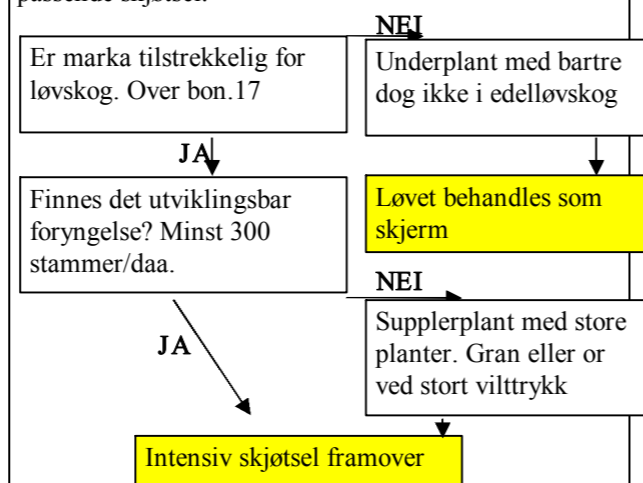 passende skjøtsel.
NEI
Er marka tilstrekkelig for
løvskog. Over bon.17
Underplant med bartre
dog ikke i edelløvskog
JA
Finnes det utviklingsbar
foryngelse? Minst 300
stammer/daa.
Løvet behandles som
skjerm
NEI
JA
Supplerplant med store
planter. Gran eller or
ved stort vilttrykk
Intensiv skjøtsel framover